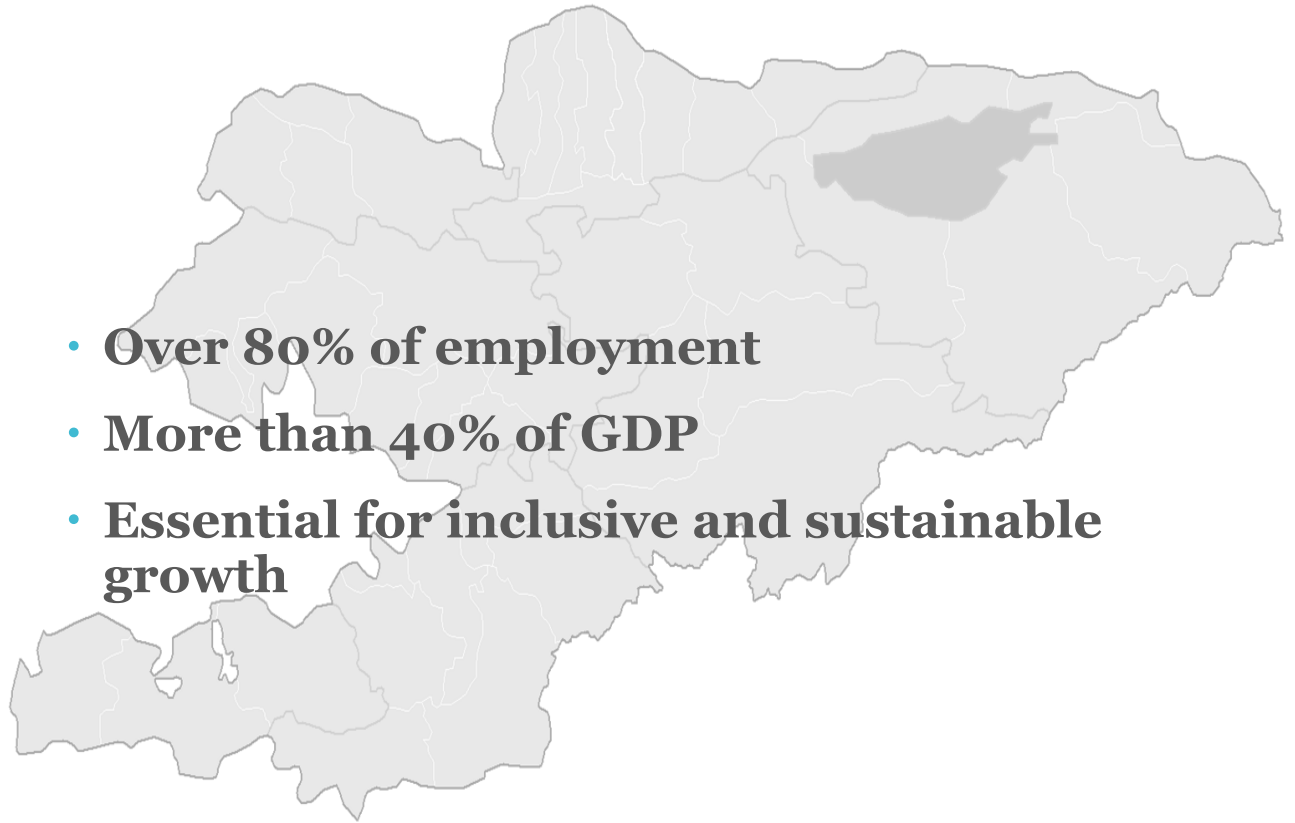 • Over 80% of employment
• More than 40% of GDP
• Essential for inclusive and sustainable
growth